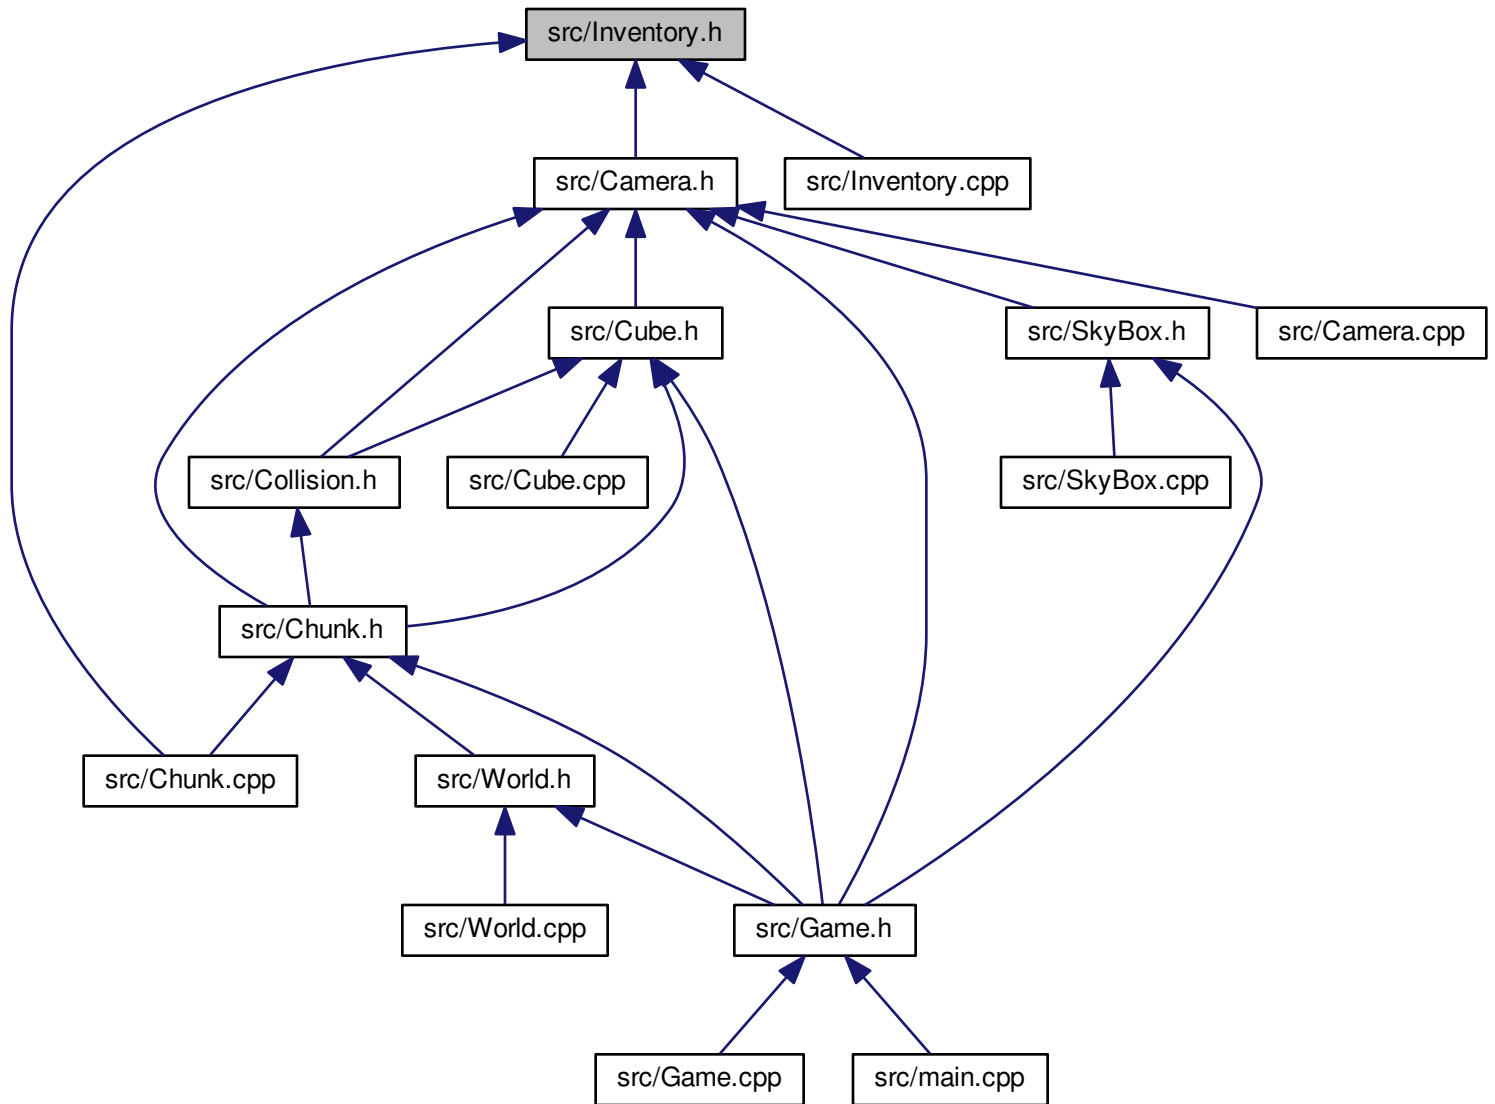 src/Inventory.h
src/Camera.h
src/Inventory.cpp
src/Cube.h
src/SkyBox.h
src/Camera.cpp
src/Collision.h
src/Cube.cpp
src/SkyBox.cpp
src/Chunk.h
src/Chunk.cpp
src/World.h
src/World.cpp
src/Game.h
src/Game.cpp
src/main.cpp